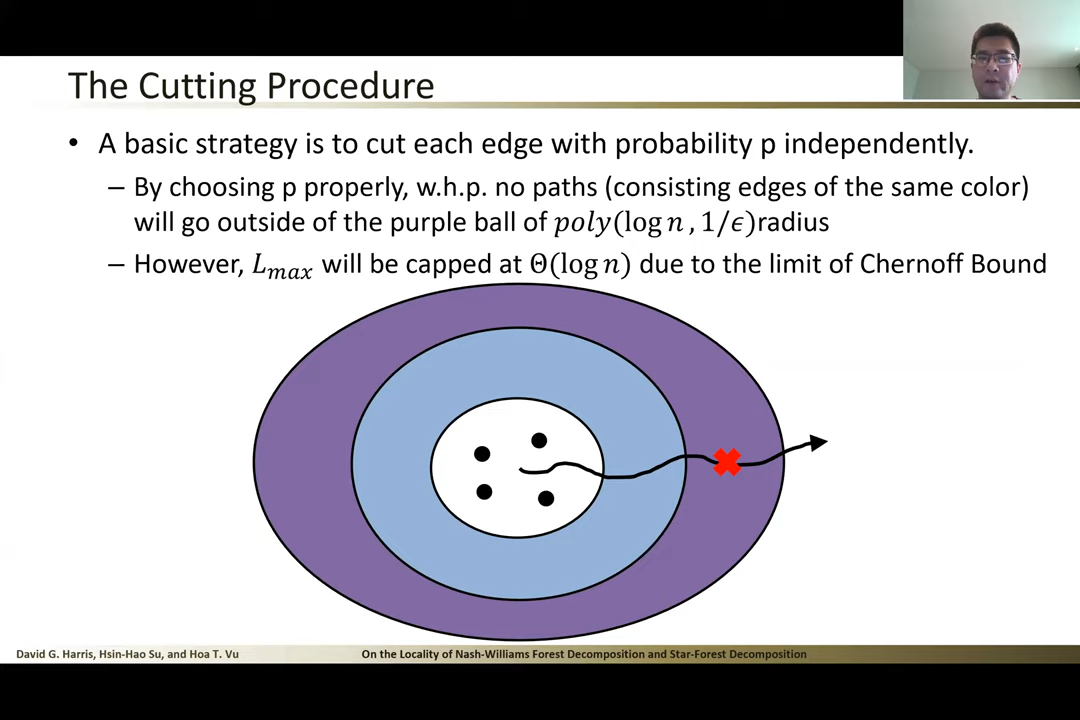 The Cutting Procedure
• A basic strategy is to cut each edge with probability p independently.
– By choosing p properly, w.h.p. no paths (consisting edges of the same color)
will go outside of the purple ball of poly(log n , 1/ϵ)radius
– However, L_max will be capped at Θ(log n) due to the limit of Chernoff Bound
David G. Harris, Hsin-Hao Su, and Hoa T. Vu
On the Locality of Nash-Williams Forest Decomposition and Star-Forest Decomposition